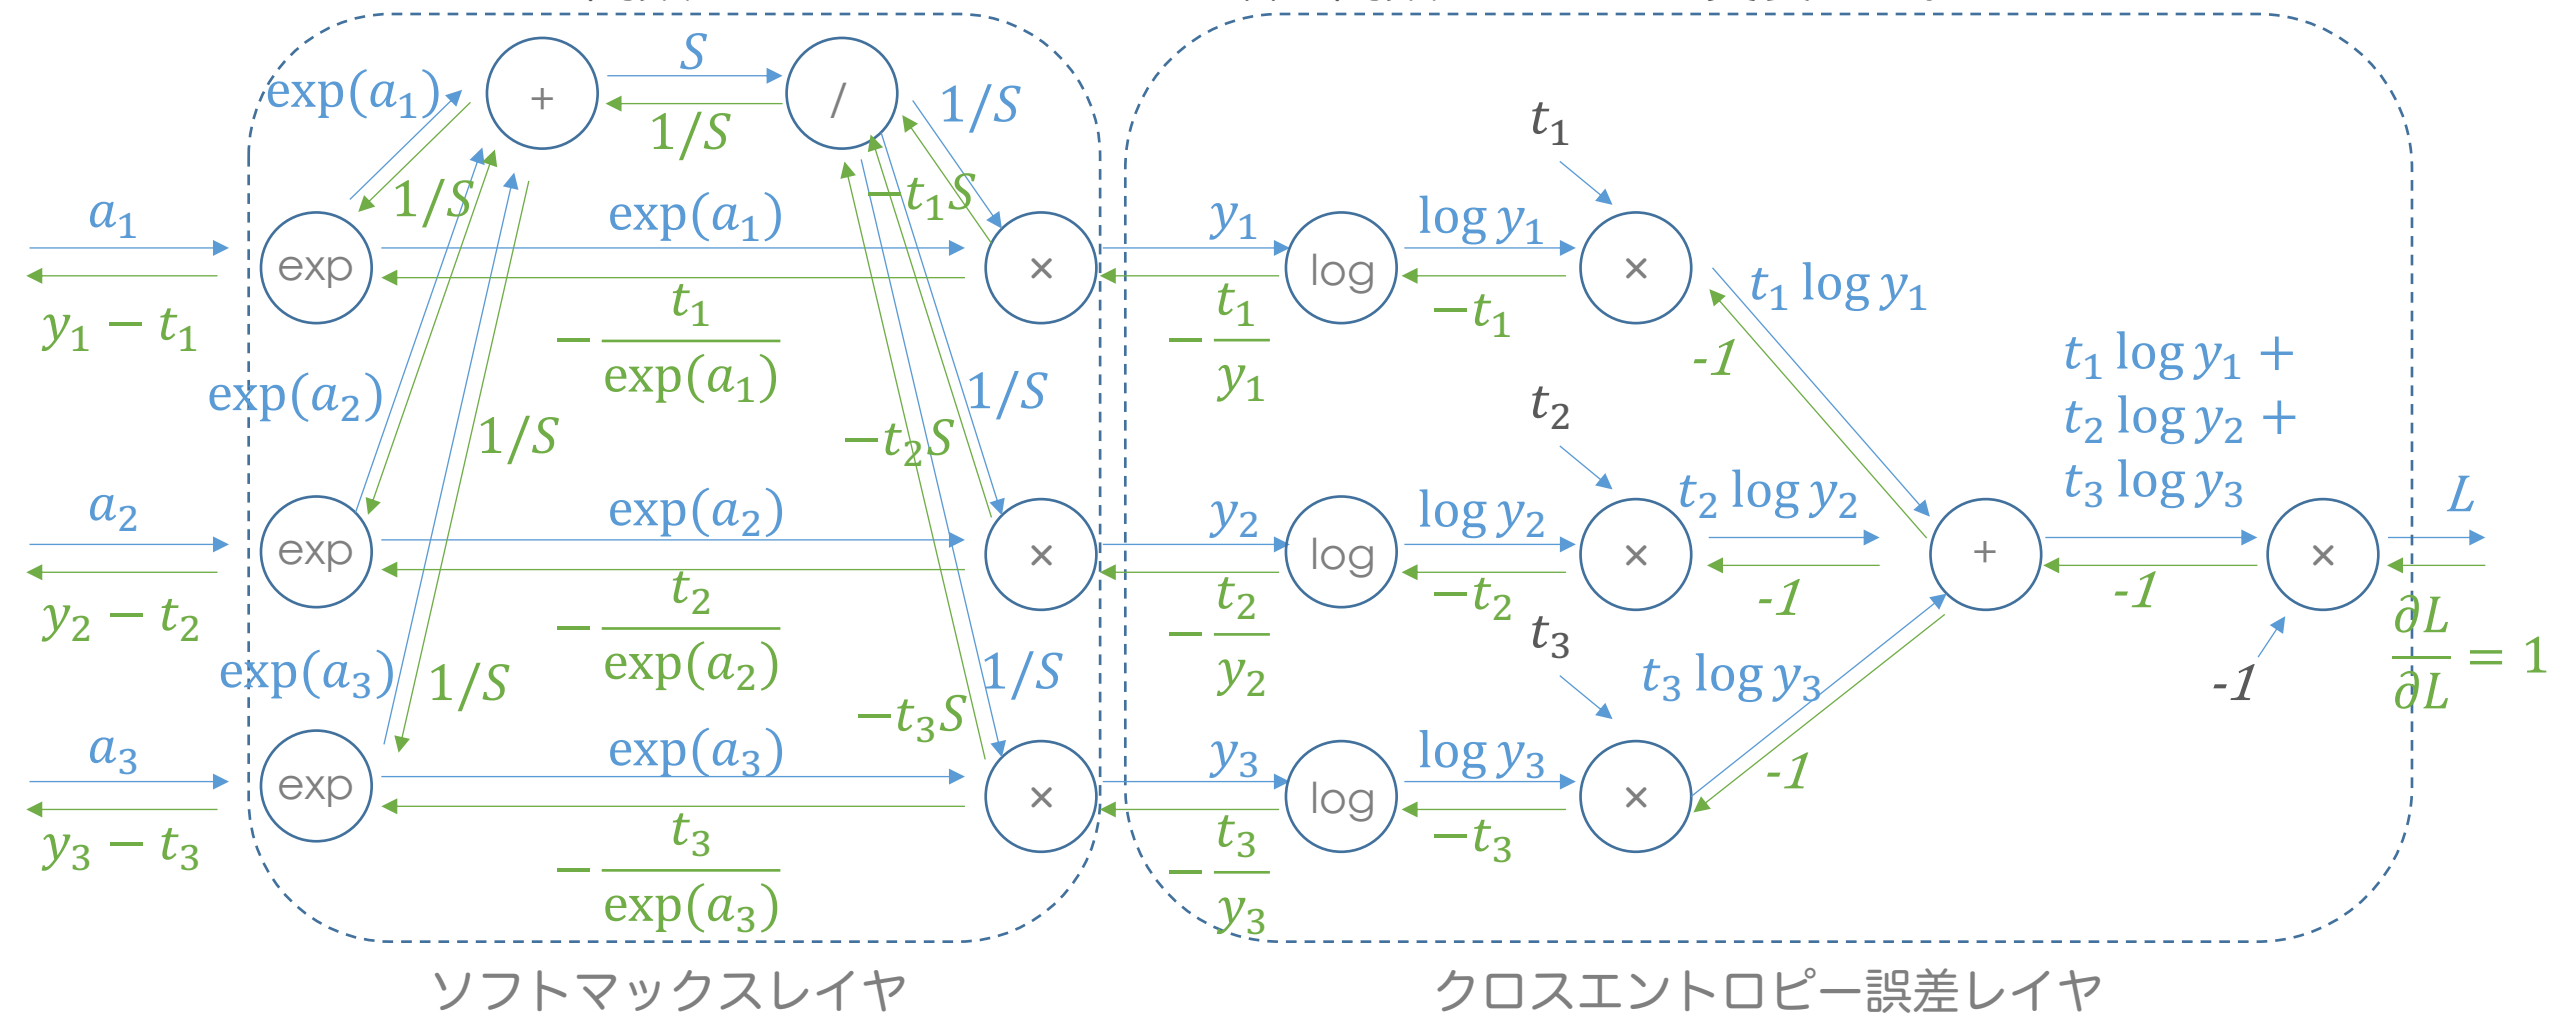 S
exp(a₁)
+
/
1/S
1/S
t₁
1/S
−t₁S
a₁
exp(a₁)
y₁
log y₁
exp
×
log
×
t₁ log y₁
y₁ − t₁
− t₁/exp(a₁)
− t₁/y₁
−t₁
-1
t₁ log y₁ +
t₂ log y₂ +
t₃ log y₃
exp(a₂)
1/S
−t₂S
1/S
t₂
a₂
exp(a₂)
y₂
log y₂
t₂ log y₂
L
exp
×
log
×
+
×
y₂ − t₂
− t₂/exp(a₂)
− t₂/y₂
−t₂
-1
-1
∂L/∂L = 1
t₃
-1
exp(a₃)
1/S
−t₃S
1/S
t₃ log y₃
a₃
exp(a₃)
y₃
log y₃
-1
exp
×
log
×
y₃ − t₃
− t₃/exp(a₃)
− t₃/y₃
−t₃
ソフトマックスレイヤ
クロスエントロピー誤差レイヤ